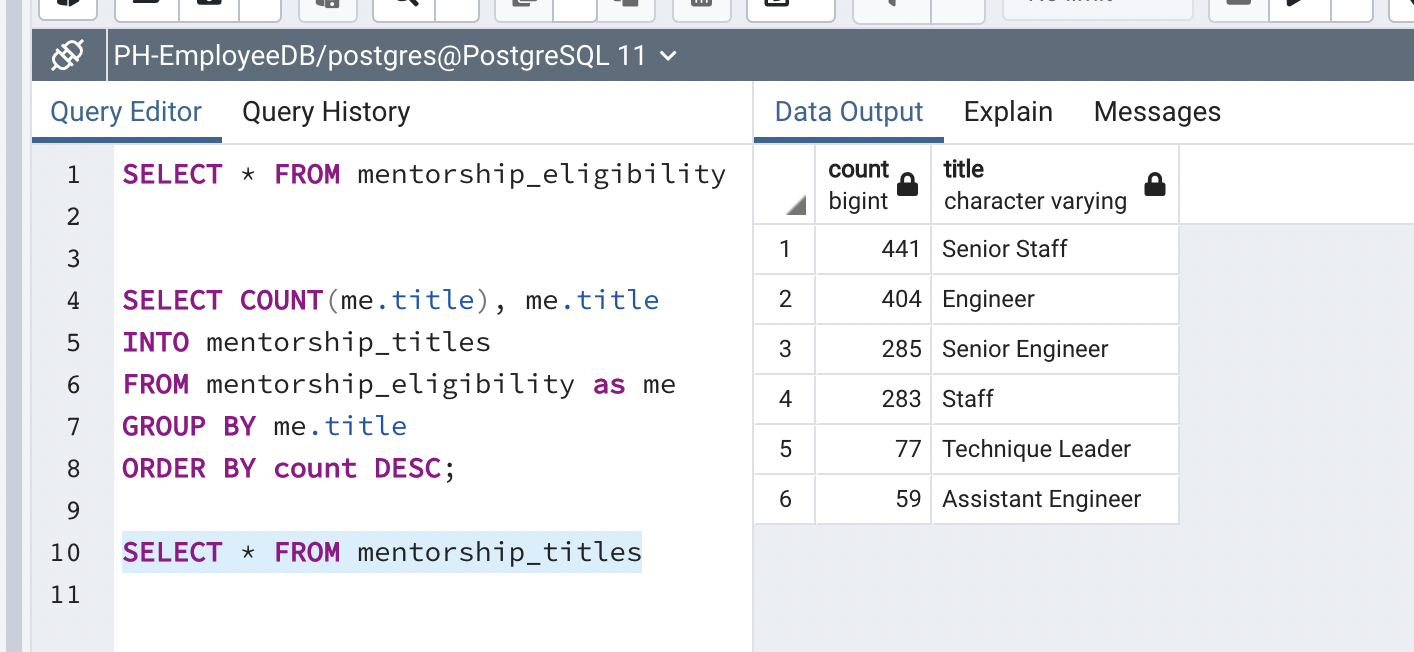 PH-EmployeeDB/postgres@PostgreSQL 11
Query Editor
Query History
1 SELECT * FROM mentorship_eligibility
2
3
4 SELECT COUNT(me.title), me.title
5 INTO mentorship_titles
6 FROM mentorship_eligibility as me
7 GROUP BY me.title
8 ORDER BY count DESC;
9
10 SELECT * FROM mentorship_titles
11
Data Output
Explain
Messages
count
bigint
title
character varying
1 441 Senior Staff
2 404 Engineer
3 285 Senior Engineer
4 283 Staff
5 77 Technique Leader
6 59 Assistant Engineer